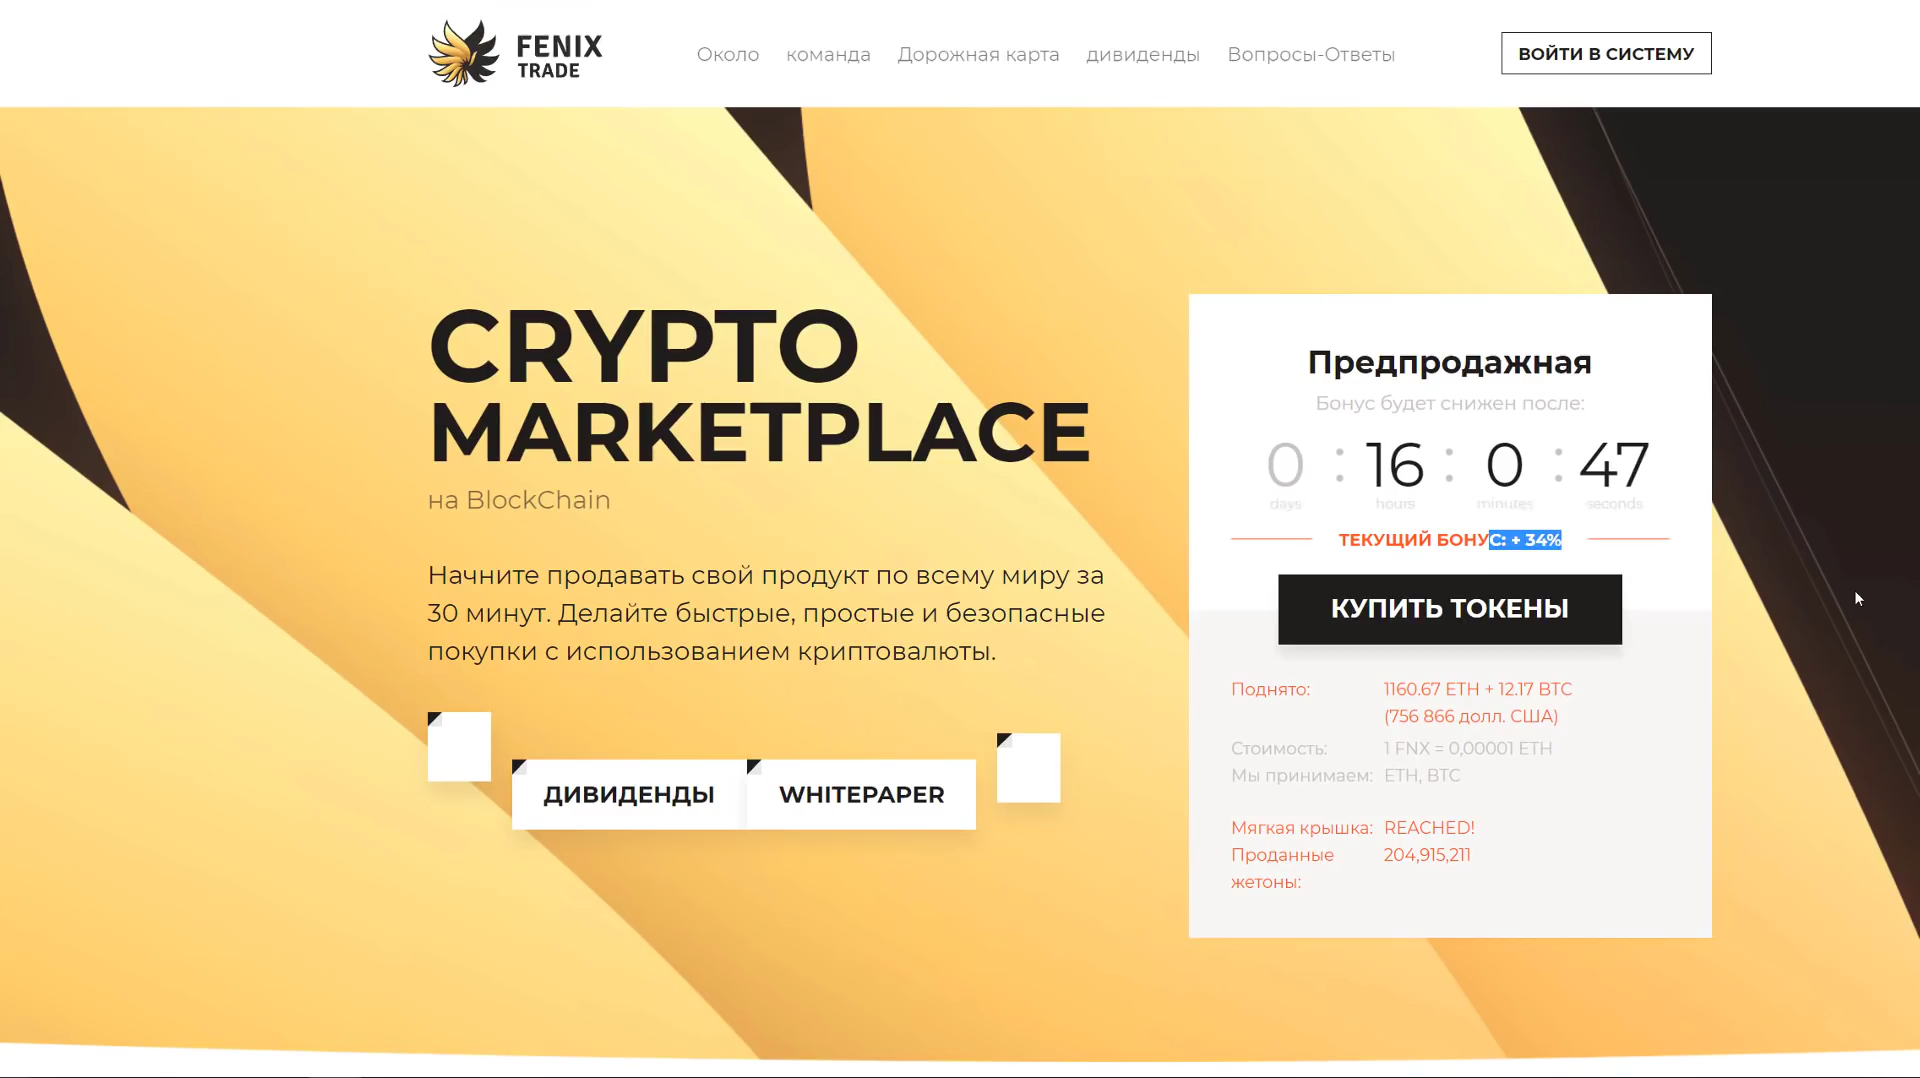 FENIX
TRADE
Около команда Дорожная карта дивиденды Вопросы-Ответы
ВОЙТИ В СИСТЕМУ
CRYPTO
MARKETPLACE
на BlockChain
Начните продавать свой продукт по всему миру за
30 минут. Делайте быстрые, простые и безопасные
покупки с использованием криптовалюты.
ДИВИДЕНДЫ
WHITEPAPER
Предпродажная
Бонус будет снижен после:
0 : 16 : 0 : 47
days hours minutes seconds
ТЕКУЩИЙ БОНУС: + 34%
КУПИТЬ ТОКЕНЫ
Поднято: 1160.67 ETH + 12.17 BTC
(756 866 долл. США)
Стоимость: 1 FNX = 0,00001 ETH
Мы принимаем: ETH, BTC
Мягкая крышка: REACHED!
Проданные 204,915,211
жетоны: